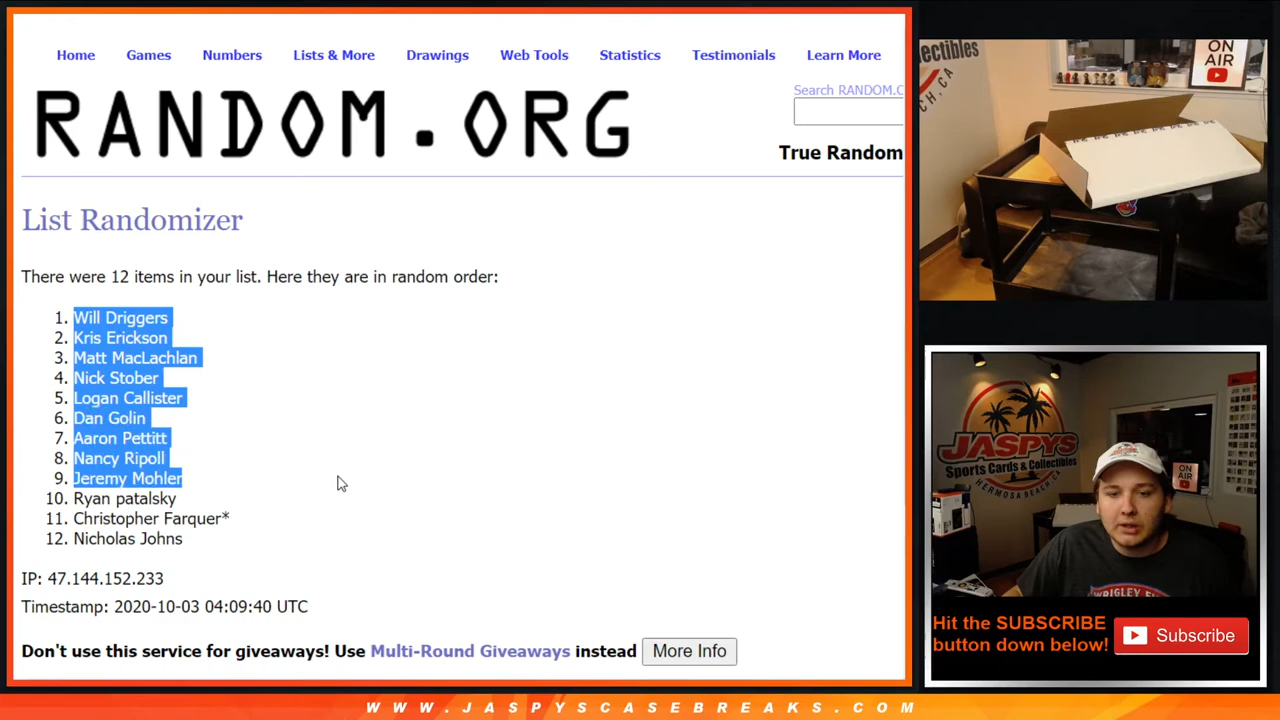 Home Games Numbers Lists & More Drawings Web Tools Statistics Testimonials Learn More
RANDOM.ORG
Search RANDOM.C
True Random
List Randomizer
There were 12 items in your list. Here they are in random order:
1. Will Driggers
2. Kris Erickson
3. Matt MacLachlan
4. Nick Stober
5. Logan Callister
6. Dan Golin
7. Aaron Pettitt
8. Nancy Ripoll
9. Jeremy Mohler
10. Ryan patalsky
11. Christopher Farquer*
12. Nicholas Johns
IP: 47.144.152.233
Timestamp: 2020-10-03 04:09:40 UTC
Don't use this service for giveaways! Use Multi-Round Giveaways instead More Info
ollectibles
CH, CA
ON
AIR
JASPYS
Sports Cards & Collectibles
HERMOSA BEACH, CA
ON
AIR
WRIGLEY
Hit the SUBSCRIBE
button down below!
Subscribe
WWW.JASPYSCASEBREAKS.COM